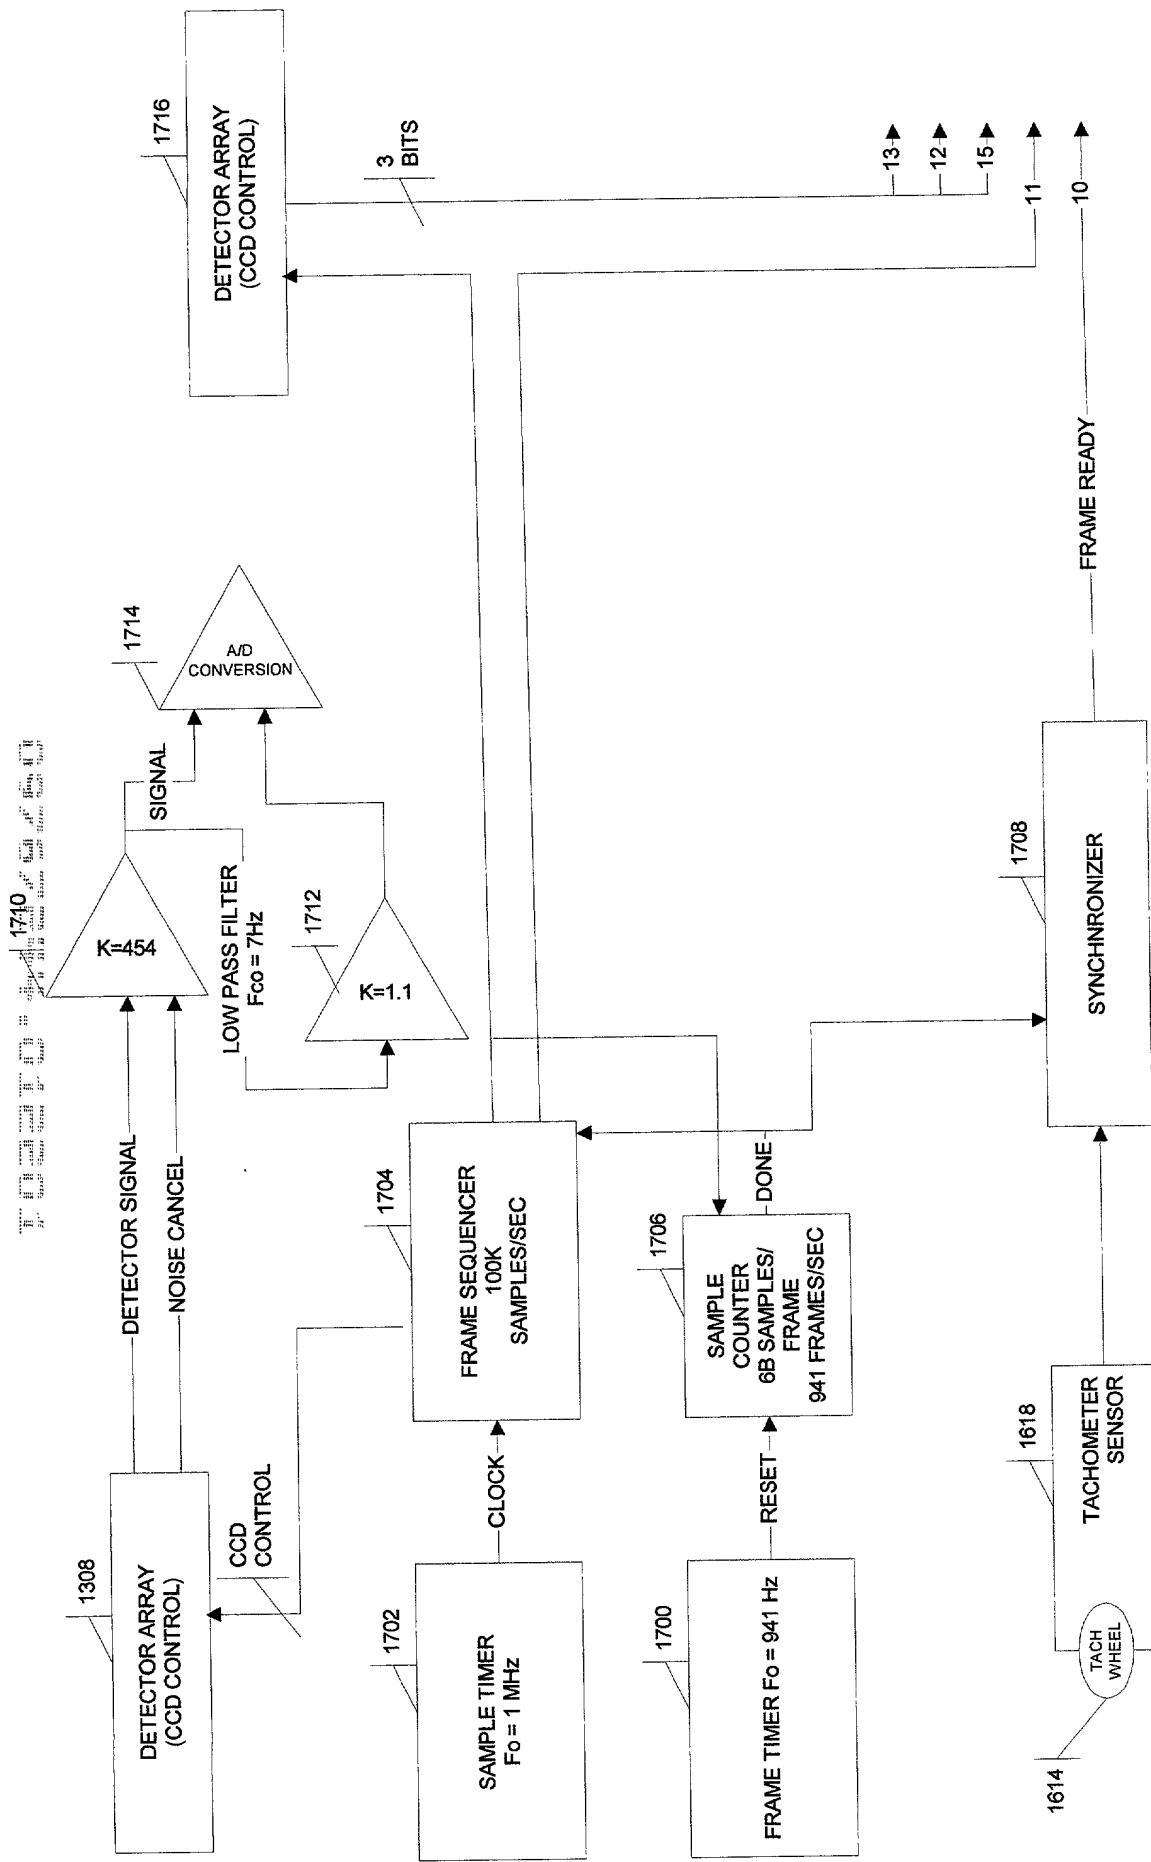 1308
DETECTOR ARRAY
(CCD CONTROL)
DETECTOR SIGNAL
NOISE CANCEL
1710
K=454
SIGNAL
1714
A/D
CONVERSION
1716
DETECTOR ARRAY
(CCD CONTROL)
CCD
CONTROL
LOW PASS FILTER
Fco = 7Hz
1712
K=1.1
3
BITS
1702
SAMPLE TIMER
Fo = 1 MHz
CLOCK
1704
FRAME SEQUENCER
100K
SAMPLES/SEC
1700
FRAME TIMER Fo = 941 Hz
RESET
1706
SAMPLE
COUNTER
6B SAMPLES/
FRAME
941 FRAMES/SEC
DONE
13
12
15
11
10
1614
TACH
WHEEL
1618
TACHOMETER
SENSOR
1708
SYNCHNRONIZER
FRAME READY